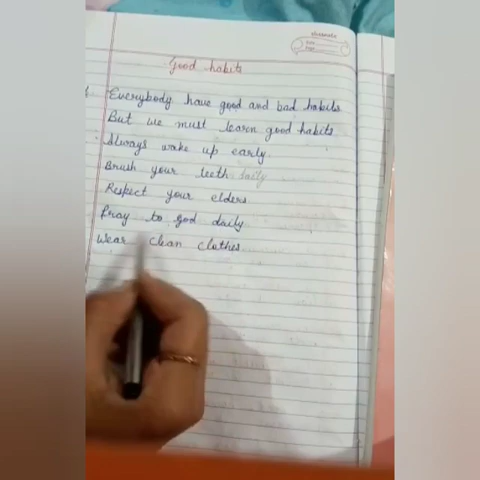 Good habits
Everybody have good and bad habits
But we must learn good habits
Always wake up early.
Brush your teeth daily
Respect your elders
Pray to god daily
Wear clean clothes